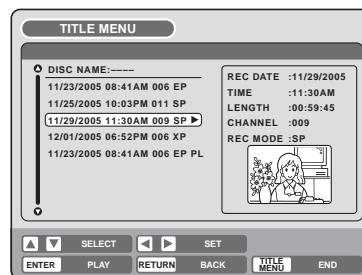 TITLE MENU
DISC NAME:----
11/23/2005 08:41AM 006 EP
11/25/2005 10:03PM 011 SP
11/29/2005 11:30AM 009 SP ▶
12/01/2005 06:52PM 006 XP
11/23/2005 08:41AM 006 EP PL
REC DATE :11/29/2005
TIME :11:30AM
LENGTH :00:59:45
CHANNEL :009
REC MODE :SP
SELECT SET
ENTER PLAY RETURN BACK TITLE MENU END